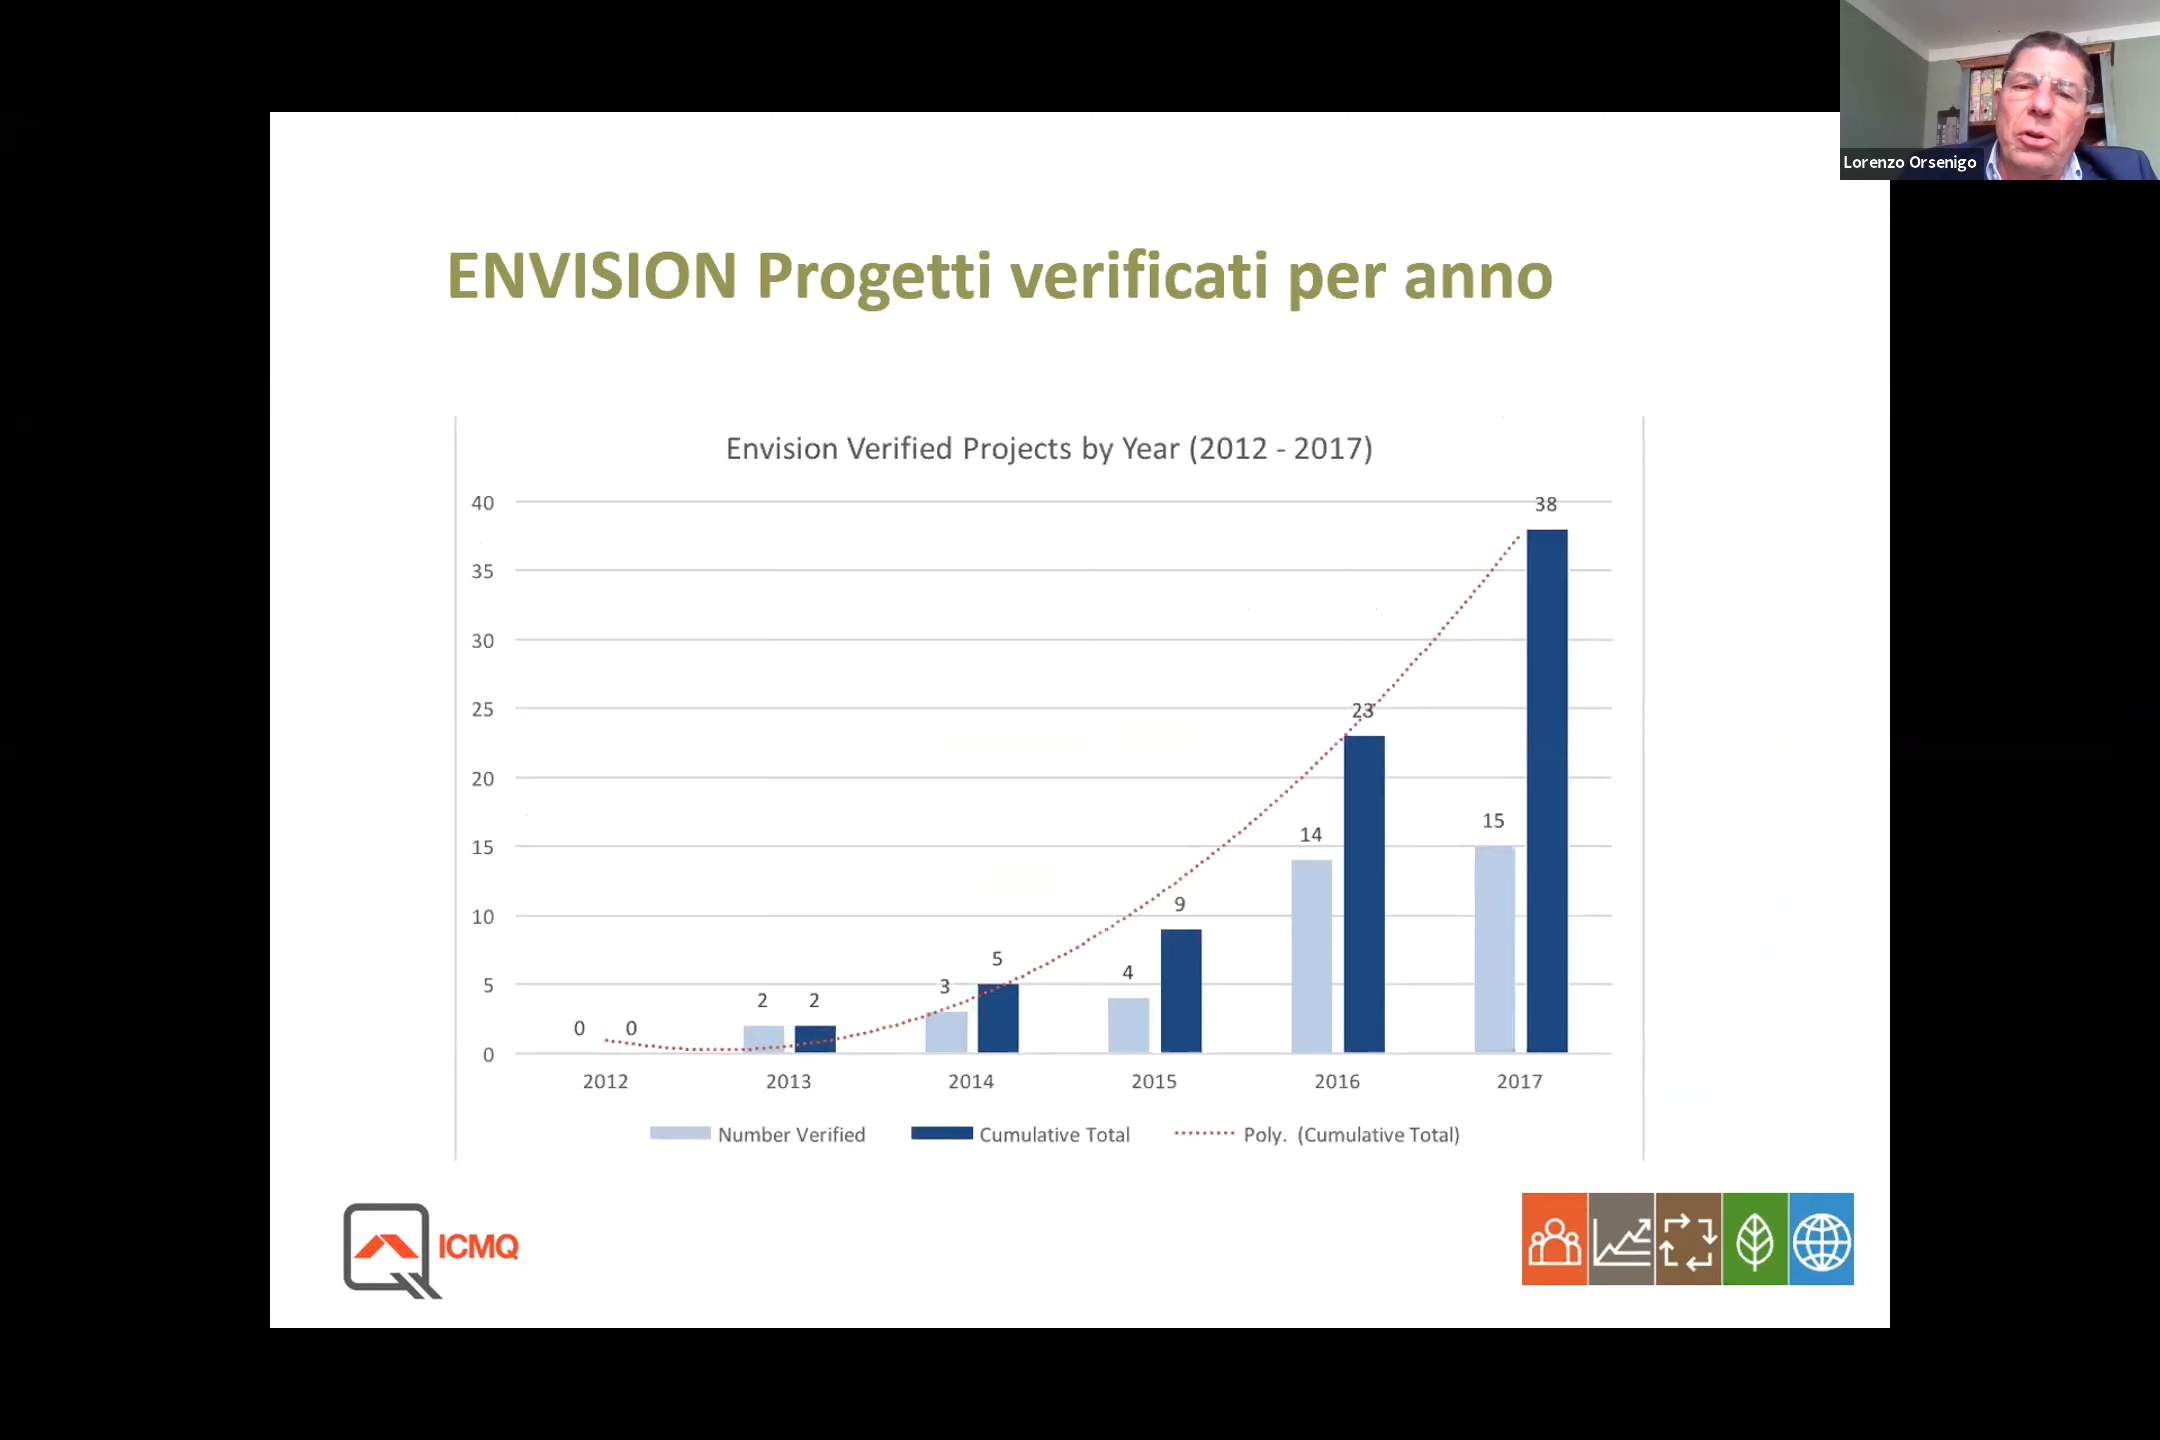 Lorenzo Orsenigo
ENVISION Progetti verificati per anno
Envision Verified Projects by Year (2012 - 2017)
40
35
30
25
20
15
10
5
0
0 0
2 2
3 5
4 9
14 23
15 38
2012 2013 2014 2015 2016 2017
Number Verified Cumulative Total Poly. (Cumulative Total)
ICMQ